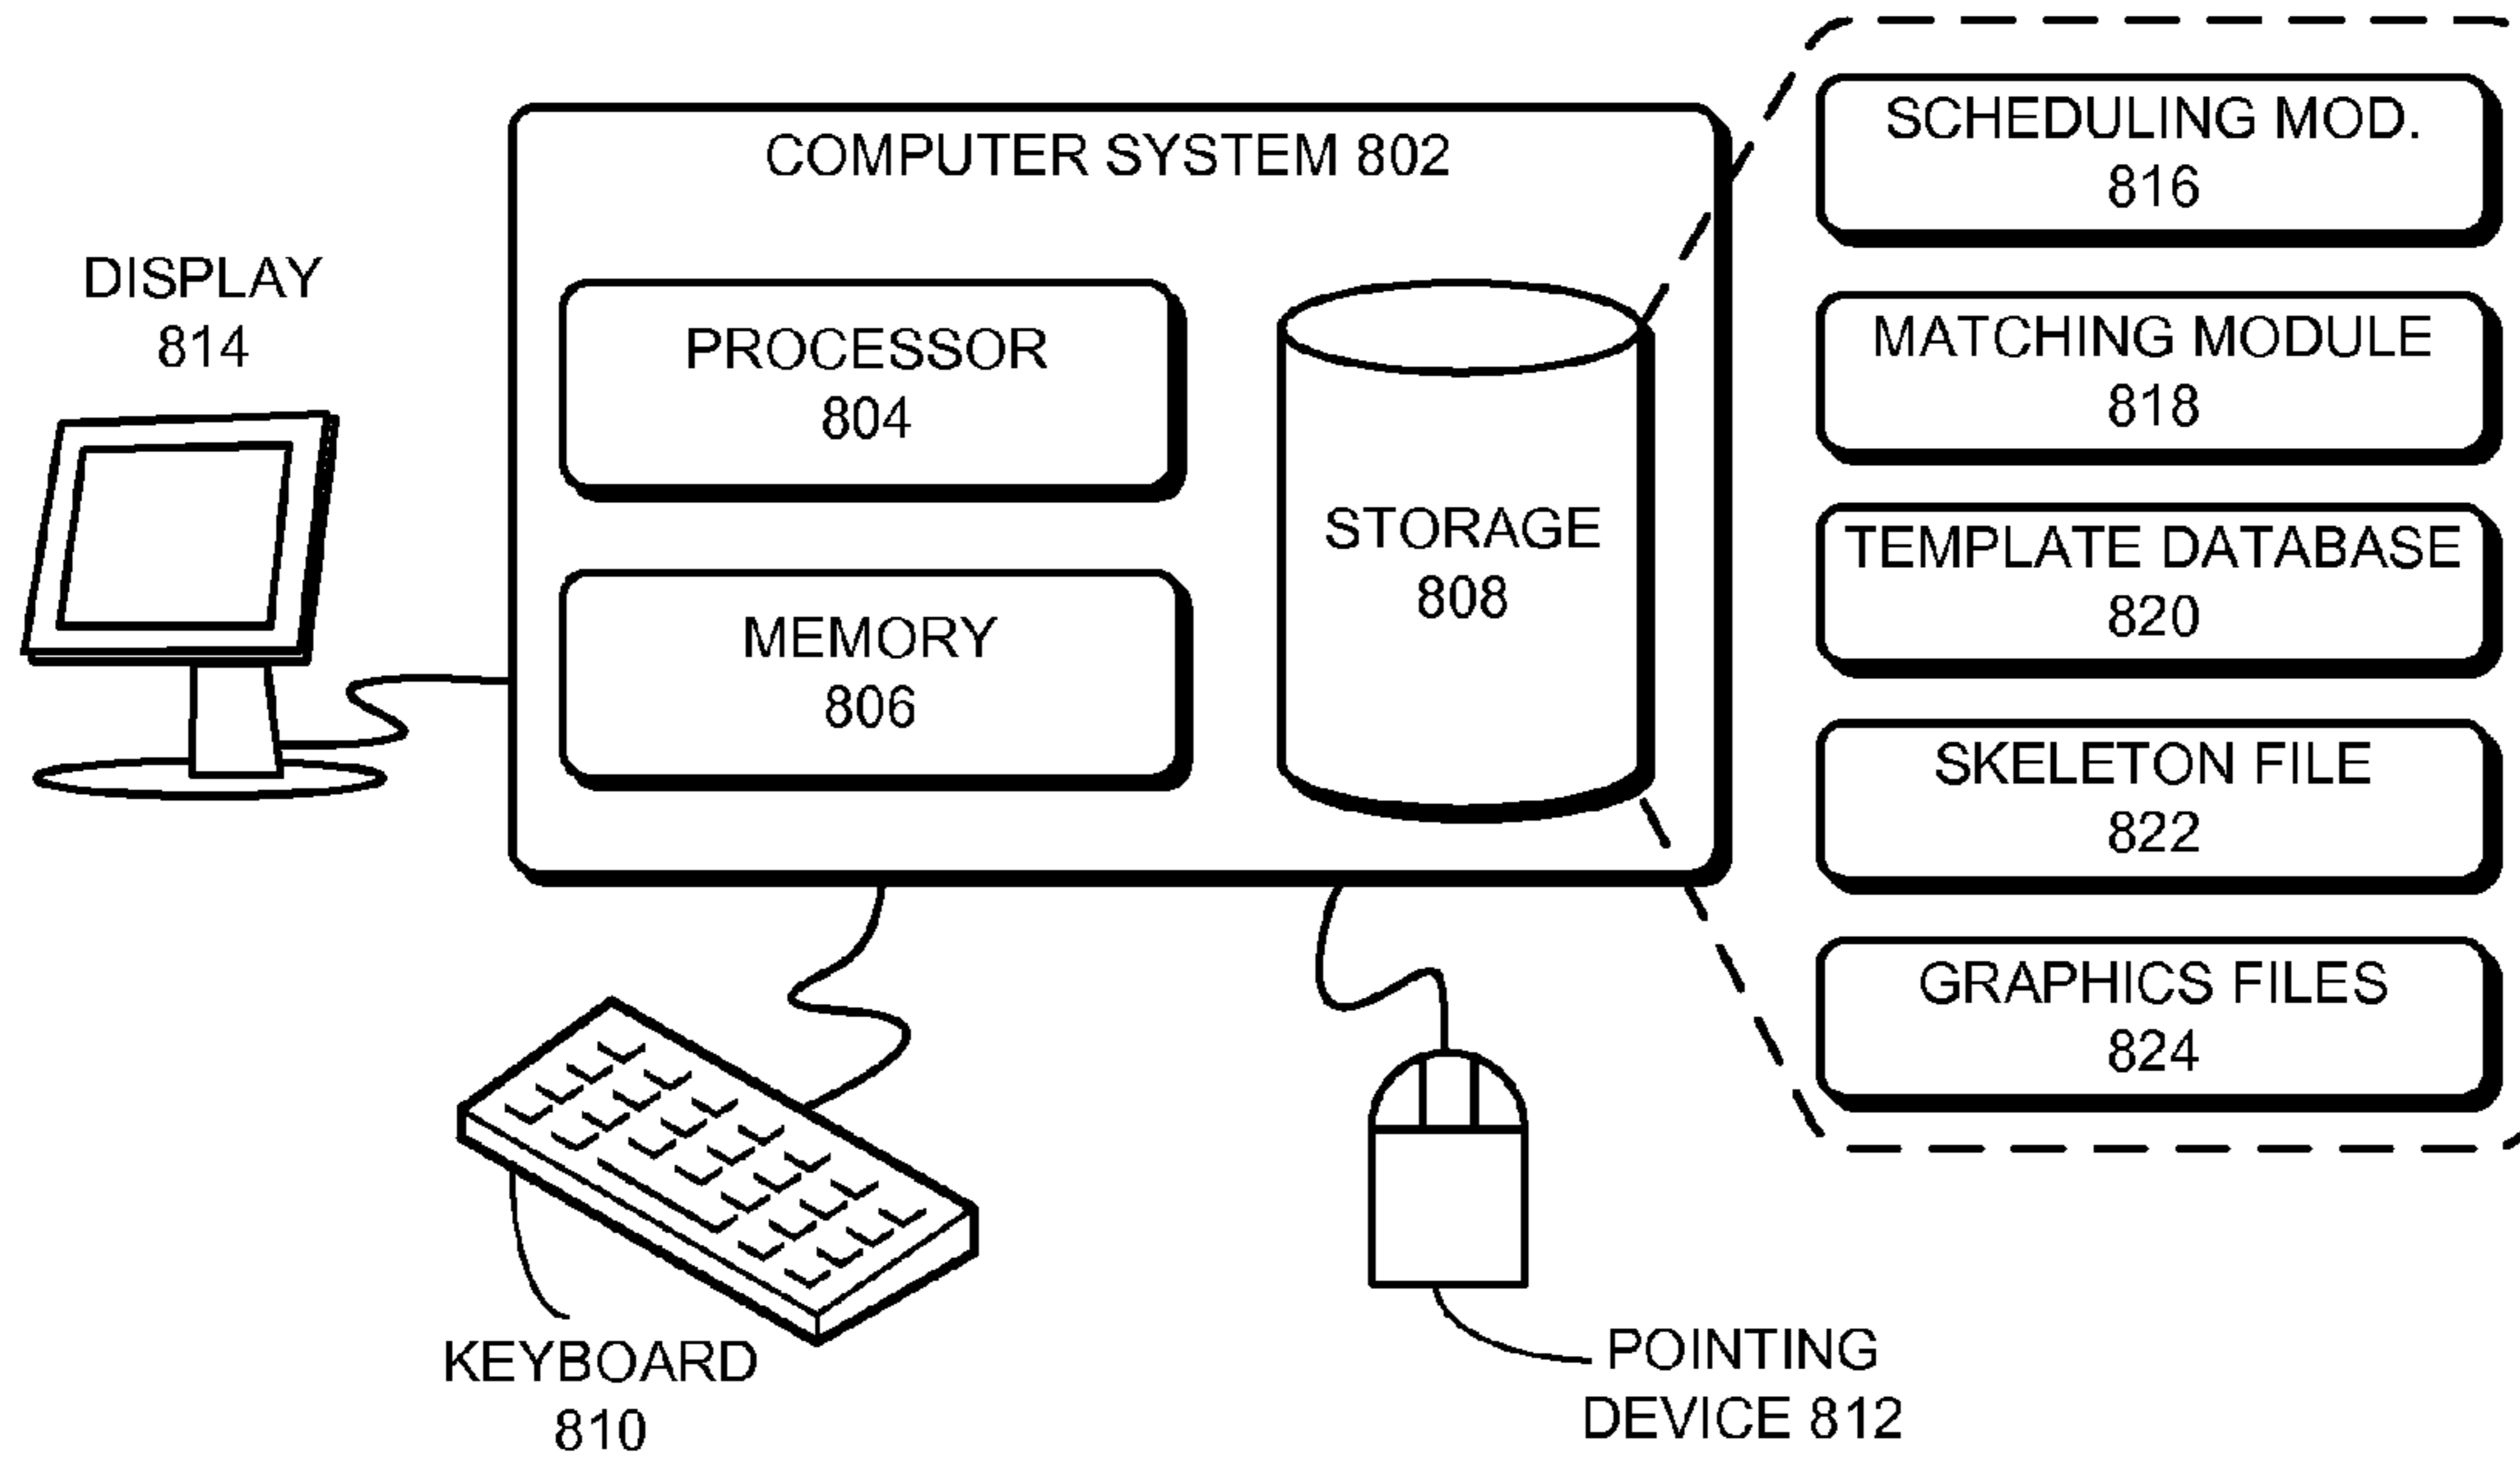 COMPUTER SYSTEM 802
DISPLAY
814
PROCESSOR
804
MEMORY
806
STORAGE
808
SCHEDULING MOD.
816
MATCHING MODULE
818
TEMPLATE DATABASE
820
SKELETON FILE
822
GRAPHICS FILES
824
KEYBOARD
810
POINTING
DEVICE 812